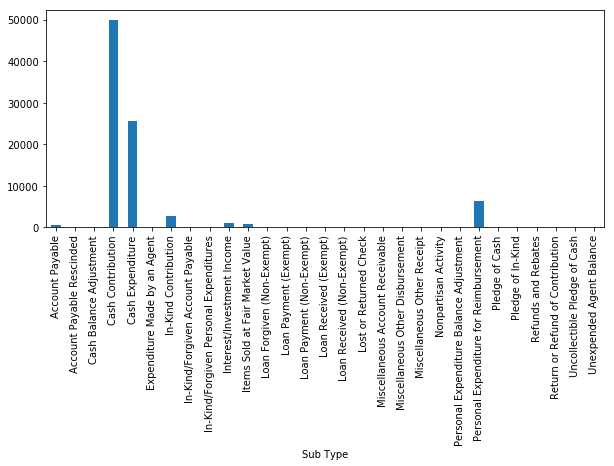 50000
40000
30000
20000
10000
0
Account Payable
Account Payable Rescinded
Cash Balance Adjustment
Cash Contribution
Cash Expenditure
Expenditure Made by an Agent
In-Kind Contribution
In-Kind/Forgiven Account Payable
In-Kind/Forgiven Personal Expenditures
Interest/Investment Income
Items Sold at Fair Market Value
Loan Forgiven (Non-Exempt)
Loan Payment (Exempt)
Loan Payment (Non-Exempt)
Loan Received (Exempt)
Loan Received (Non-Exempt)
Lost or Returned Check
Miscellaneous Account Receivable
Miscellaneous Other Disbursement
Miscellaneous Other Receipt
Nonpartisan Activity
Personal Expenditure Balance Adjustment
Personal Expenditure for Reimbursement
Pledge of Cash
Pledge of In-Kind
Refunds and Rebates
Return or Refund of Contribution
Uncollectible Pledge of Cash
Unexpended Agent Balance
Sub Type